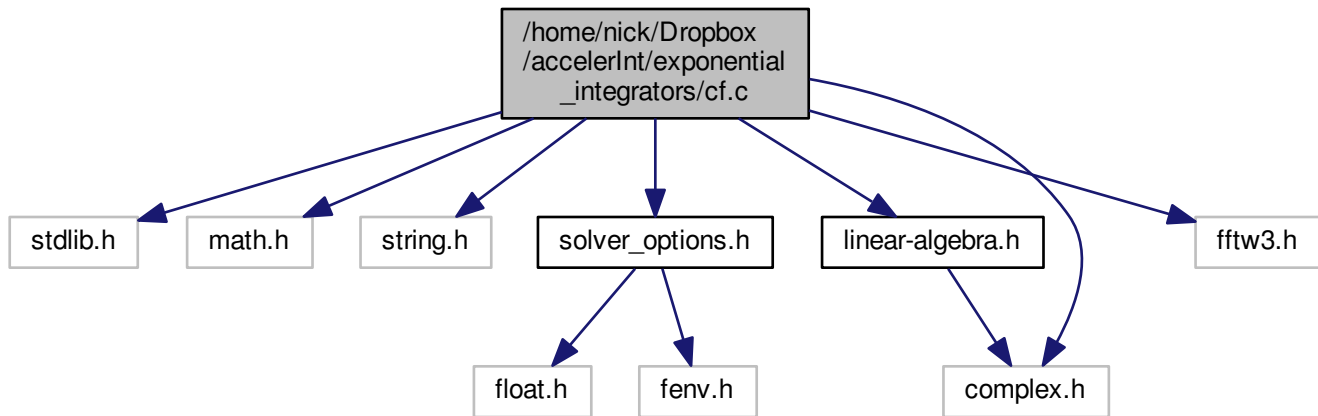 /home/nick/Dropbox
/accelerInt/exponential
_integrators/cf.c
stdlib.h
math.h
string.h
solver_options.h
linear-algebra.h
fftw3.h
float.h
fenv.h
complex.h